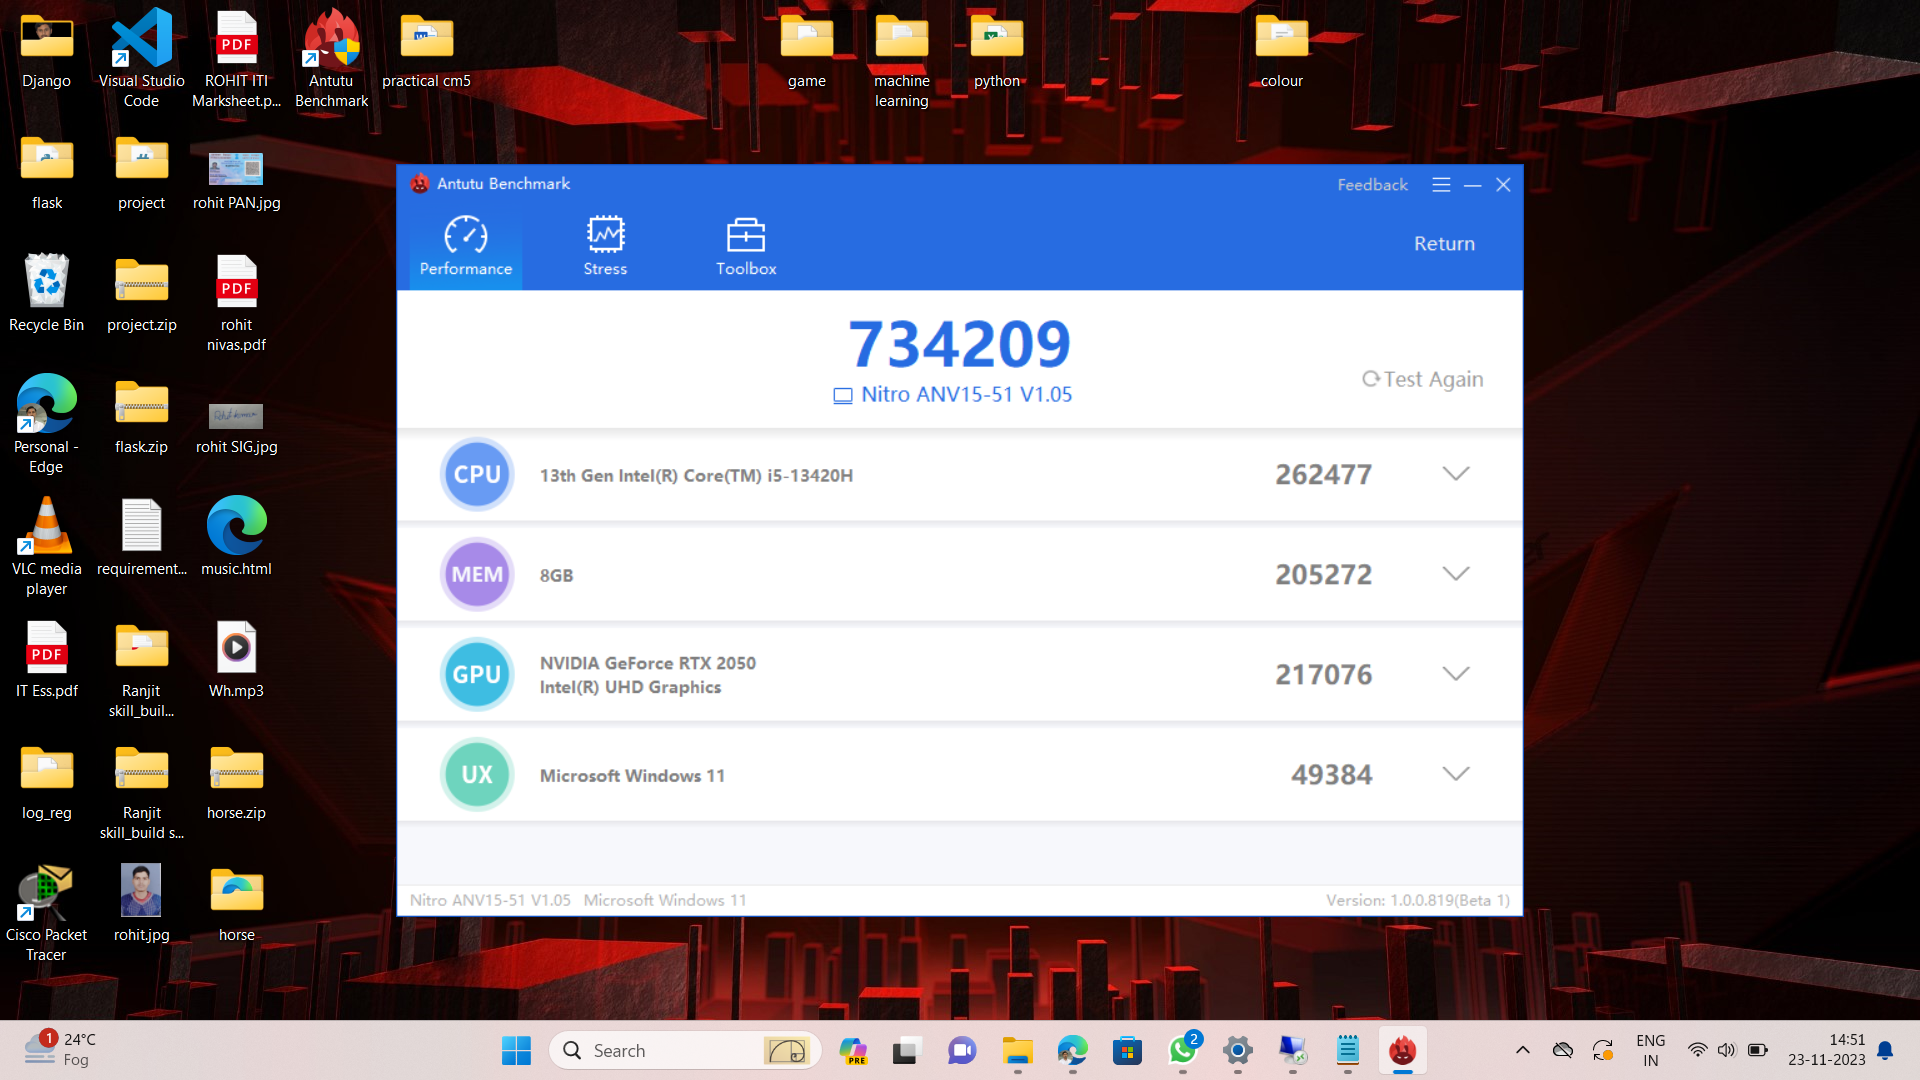 Django
Visual Studio
Code
ROHIT ITI
Marksheet.p...
Antutu
Benchmark
practical cm5
game
machine
learning
python
colour
flask
project
rohit PAN.jpg
Recycle Bin
project.zip
rohit
nivas.pdf
Personal -
Edge
flask.zip
rohit SIG.jpg
VLC media
player
requirement...
music.html
IT Ess.pdf
Ranjit
skill_buil...
Wh.mp3
log_reg
Ranjit
skill_build s...
horse.zip
Cisco Packet
Tracer
rohit.jpg
horse
PDF
PDF
PDF
Antutu Benchmark
Feedback
Performance
Stress
Toolbox
Return
734209
Nitro ANV15-51 V1.05
Test Again
CPU
13th Gen Intel(R) Core(TM) i5-13420H
262477
MEM
8GB
205272
GPU
NVIDIA GeForce RTX 2050
Intel(R) UHD Graphics
217076
UX
Microsoft Windows 11
49384
Nitro ANV15-51 V1.05 Microsoft Windows 11
Version: 1.0.0.819(Beta 1)
1
24°C
Fog
Search
PRE
2
ENG
IN
14:51
23-11-2023